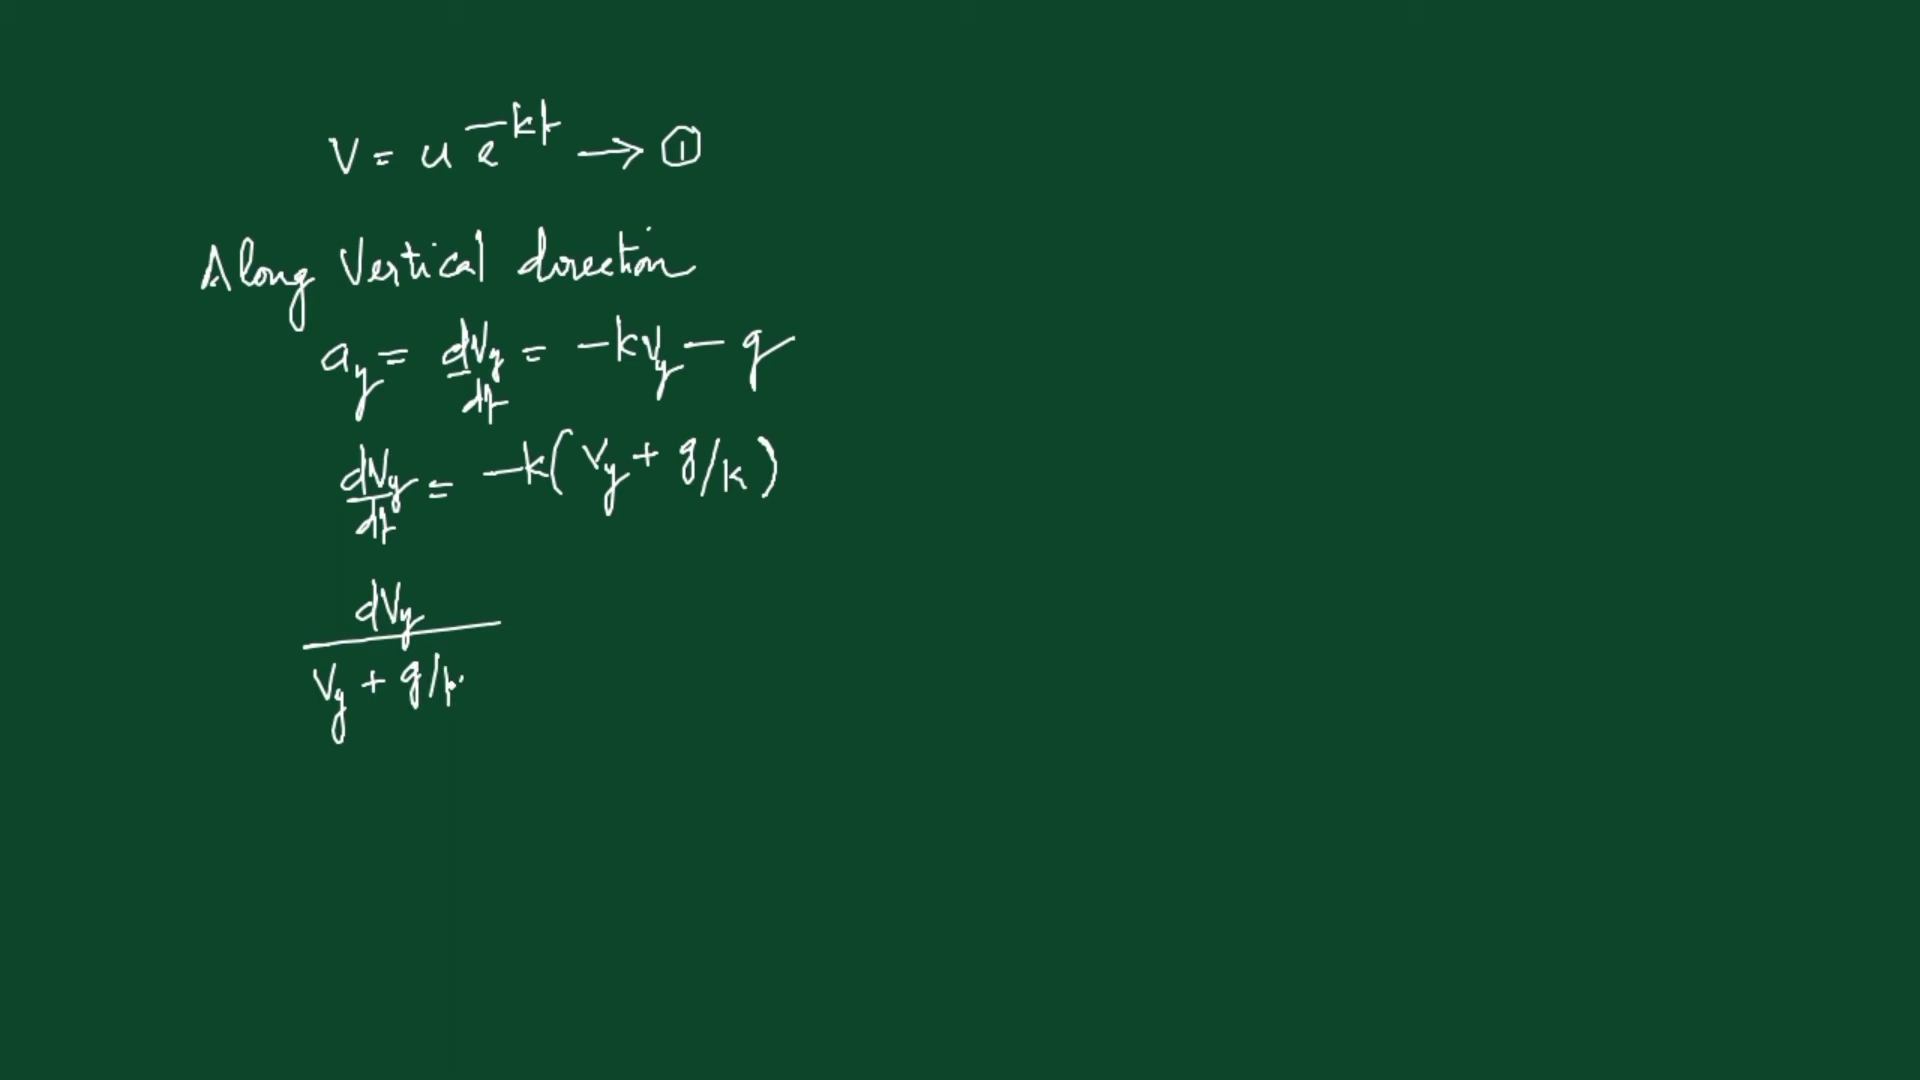 V = u e^{-kt} → ①
Along Vertical direction
a_y = dV_y/dt = -kV_y - g
dV_y/dt = -k(V_y + g/k)
dV_y
V_y + g/k